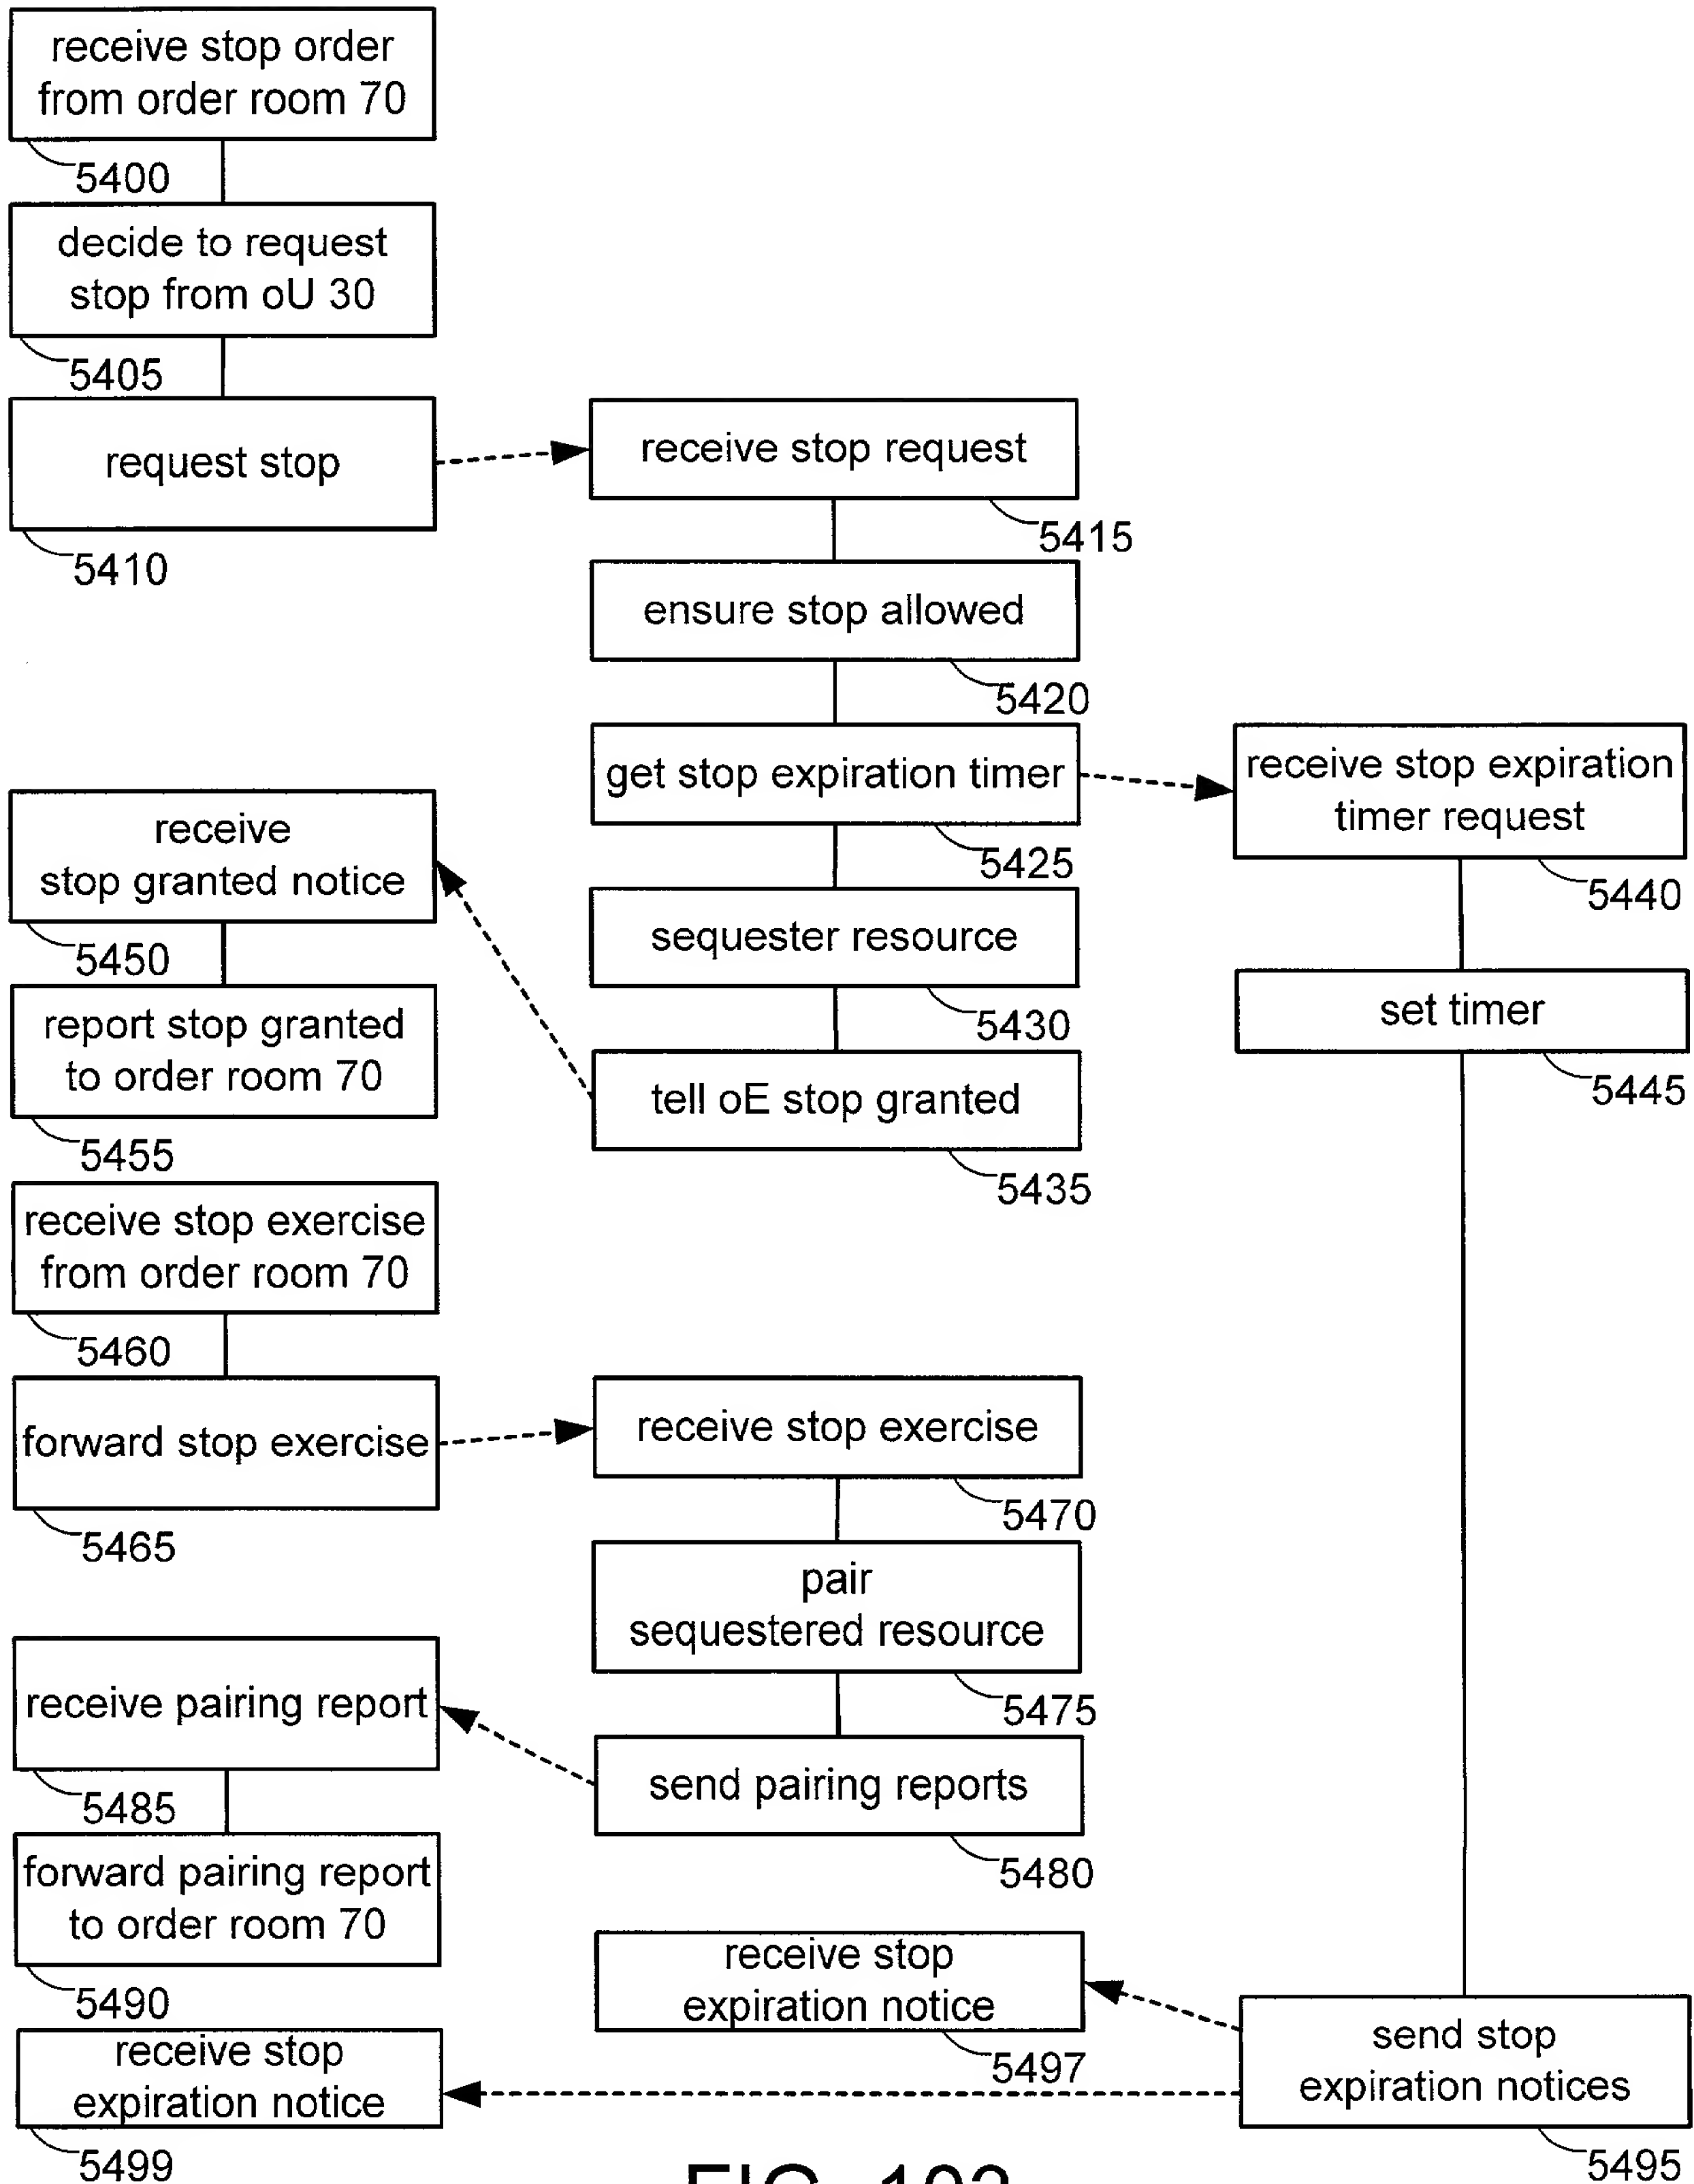 receive stop order
from order room 70
5400
decide to request
stop from oU 30
5405
request stop
5410
receive stop request
5415
ensure stop allowed
5420
get stop expiration timer
5425
receive stop expiration
timer request
5440
receive
stop granted notice
5450
sequester resource
5430
set timer
5445
report stop granted
to order room 70
5455
tell oE stop granted
5435
receive stop exercise
from order room 70
5460
forward stop exercise
5465
receive stop exercise
5470
pair
sequestered resource
5475
receive pairing report
5485
send pairing reports
5480
forward pairing report
to order room 70
5490
receive stop
expiration notice
5497
send stop
expiration notices
5495
receive stop
expiration notice
5499
FIG. 103